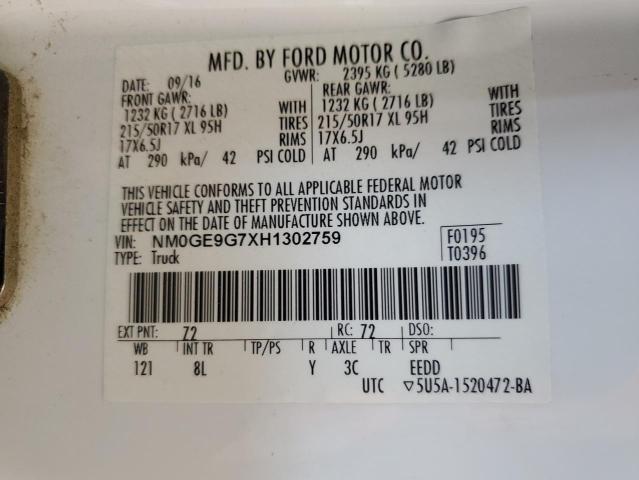 MFD. BY FORD MOTOR CO.
DATE: 09/16 GVWR: 2395 KG ( 5280 LB)
FRONT GAWR: REAR GAWR:
1232 KG ( 2716 LB) WITH 1232 KG ( 2716 LB) WITH
215/50R17 XL 95H TIRES 215/50R17 XL 95H TIRES
17X6.5J RIMS 17X6.5J RIMS
AT 290 kPa/ 42 PSI COLD AT 290 kPa/ 42 PSI COLD
THIS VEHICLE CONFORMS TO ALL APPLICABLE FEDERAL MOTOR
VEHICLE SAFETY AND THEFT PREVENTION STANDARDS IN
EFFECT ON THE DATE OF MANUFACTURE SHOWN ABOVE.
VIN: NM0GE9G7XH1302759 F0195
TYPE: Truck T0396
EXT PNT: 72 RC: 72 DSO:
WB INT TR TP/PS R AXLE TR SPR
121 8L Y 3C EEDD
UTC ▽5U5A-1520472-BA